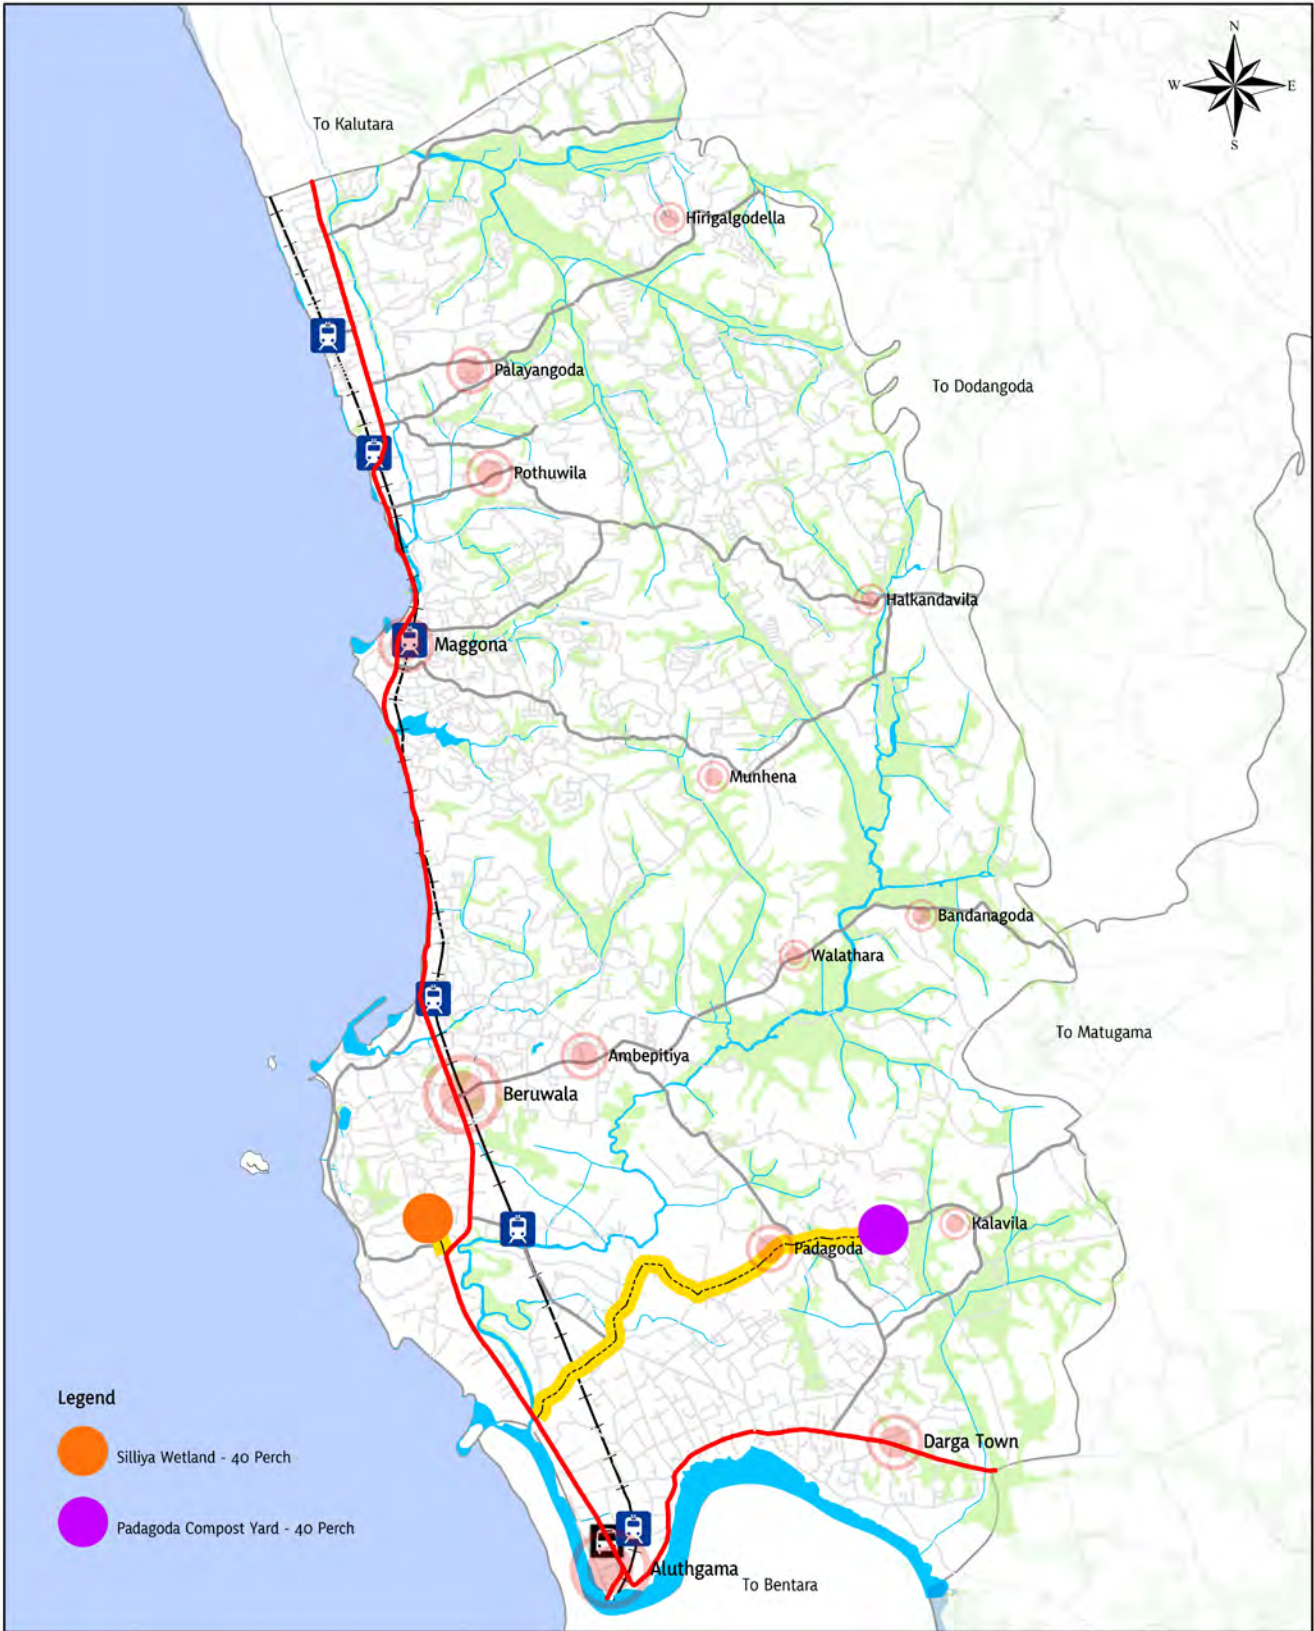 N
W
E
S
To Kalutara
Hirigalgodella
Palayangoda
To Dodangoda
Pothuwila
Halkandavila
Maggona
Munhena
Bandanagoda
Walathara
To Matugama
Ambepitiya
Beruwala
Kalavila
Padagoda
Legend
Darga Town
Silliya Wetland - 40 Perch
Padagoda Compost Yard - 40 Perch
Aluthgama
To Bentara